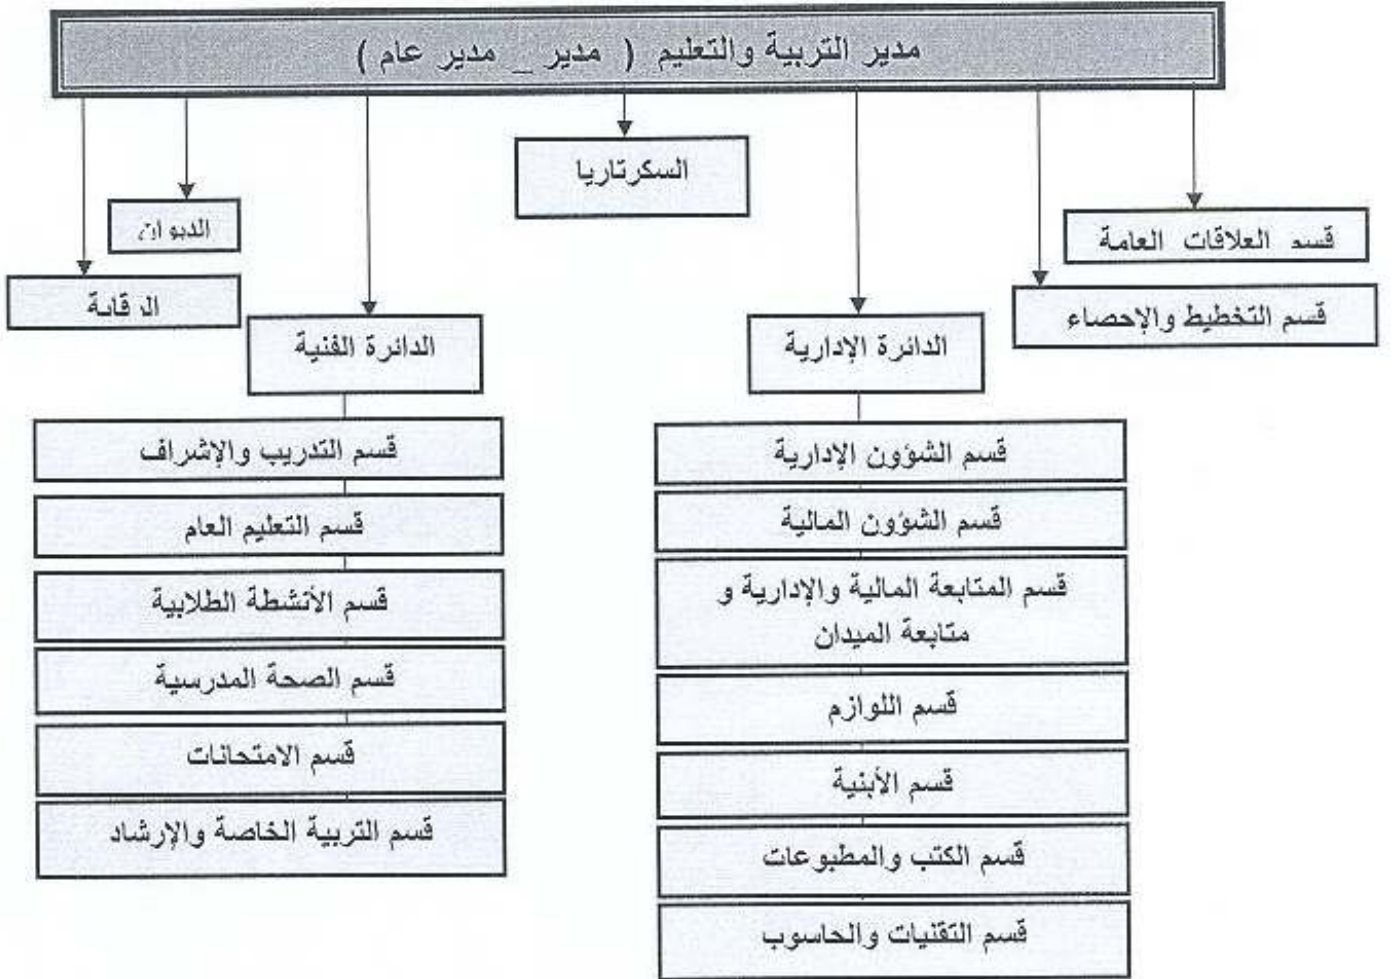 مدير التربية والتعليم ( مدير _ مدير عام )
السكرتاريا
قسم العلاقات العامة
قسم التخطيط والإحصاء
الديوان
الرقابة
الدائرة الإدارية
قسم الشؤون الإدارية
قسم الشؤون المالية
قسم المتابعة المالية والإدارية و
متابعة الميدان
قسم اللوازم
قسم الأبنية
قسم الكتب والمطبوعات
قسم التقنيات والحاسوب
الدائرة الفنية
قسم التدريب والإشراف
قسم التعليم العام
قسم الأنشطة الطلابية
قسم الصحة المدرسية
قسم الامتحانات
قسم التربية الخاصة والإرشاد